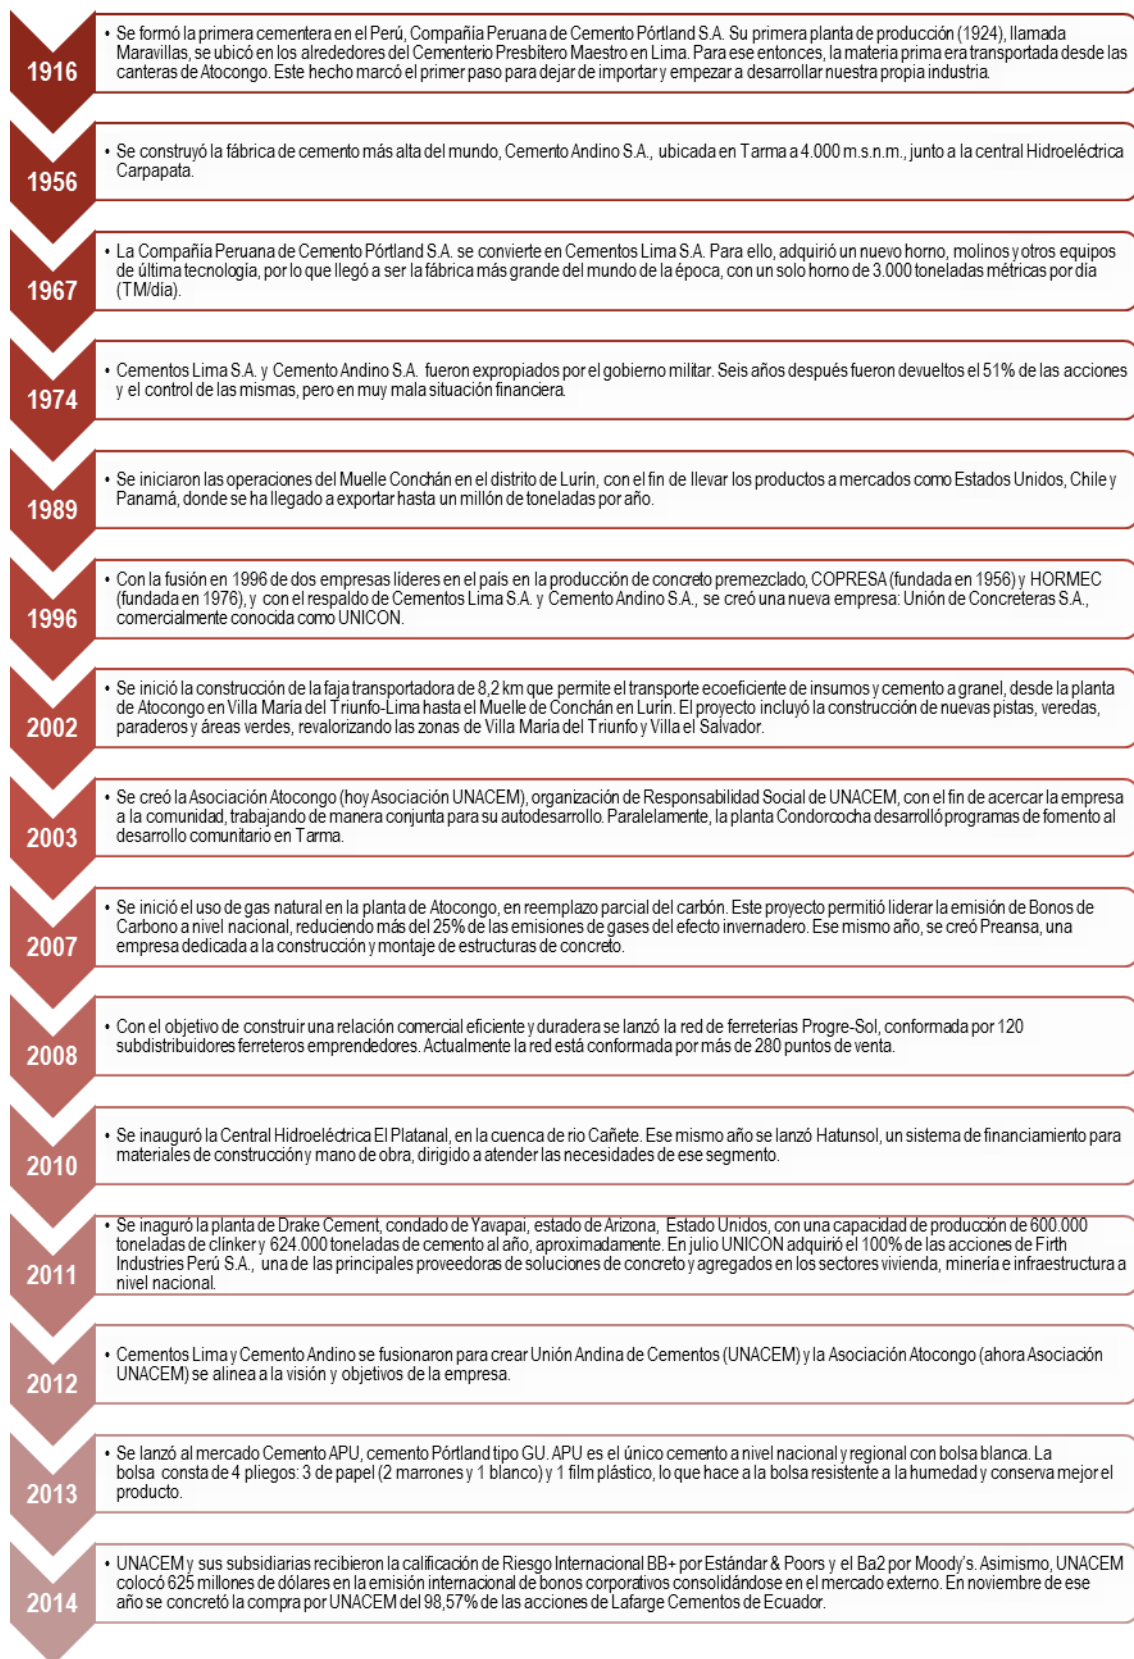 1916
• Se formó la primera cementera en el Perú, Compañía Peruana de Cemento Pórtland S.A. Su primera planta de producción (1924), llamada
Maravillas, se ubicó en los alrededores del Cementerio Presbítero Maestro en Lima. Para ese entonces, la materia prima era transportada desde las
canteras de Atocongo. Este hecho marcó el primer paso para dejar de importar y empezar a desarrollar nuestra propia industria.
1956
• Se construyó la fábrica de cemento más alta del mundo, Cemento Andino S.A., ubicada en Tarma a 4.000 m.s.n.m., junto a la central Hidroeléctrica
Carpapata.
1967
• La Compañía Peruana de Cemento Pórtland S.A. se convierte en Cementos Lima S.A. Para ello, adquirió un nuevo horno, molinos y otros equipos
de última tecnología, por lo que llegó a ser la fábrica más grande del mundo de la época, con un solo horno de 3.000 toneladas métricas por día
(TM/día).
1974
• Cementos Lima S.A. y Cemento Andino S.A. fueron expropiados por el gobierno militar. Seis años después fueron devueltos el 51% de las acciones
y el control de las mismas, pero en muy mala situación financiera.
1989
• Se iniciaron las operaciones del Muelle Conchán en el distrito de Lurín, con el fin de llevar los productos a mercados como Estados Unidos, Chile y
Panamá, donde se ha llegado a exportar hasta un millón de toneladas por año.
1996
• Con la fusión en 1996 de dos empresas líderes en el país en la producción de concreto premezclado, COPRESA (fundada en 1956) y HORMEC
(fundada en 1976), y con el respaldo de Cementos Lima S.A. y Cemento Andino S.A., se creó una nueva empresa: Unión de Concreteras S.A.,
comercialmente conocida como UNICON.
2002
• Se inició la construcción de la faja transportadora de 8,2 km que permite el transporte ecoeficiente de insumos y cemento a granel, desde la planta
de Atocongo en Villa María del Triunfo-Lima hasta el Muelle de Conchán en Lurín. El proyecto incluyó la construcción de nuevas pistas, veredas,
paraderos y áreas verdes, revalorizando las zonas de Villa María del Triunfo y Villa el Salvador.
2003
• Se creó la Asociación Atocongo (hoy Asociación UNACEM), organización de Responsabilidad Social de UNACEM, con el fin de acercar la empresa
a la comunidad, trabajando de manera conjunta para su autodesarrollo. Paralelamente, la planta Condorcocha desarrolló programas de fomento al
desarrollo comunitario en Tarma.
2007
• Se inició el uso de gas natural en la planta de Atocongo, en reemplazo parcial del carbón. Este proyecto permitió liderar la emisión de Bonos de
Carbono a nivel nacional, reduciendo más del 25% de las emisiones de gases del efecto invernadero. Ese mismo año, se creó Preansa, una
empresa dedicada a la construcción y montaje de estructuras de concreto.
2008
• Con el objetivo de construir una relación comercial eficiente y duradera se lanzó la red de ferreterías Progre-Sol, conformada por 120
subdistribuidores ferreteros emprendedores. Actualmente la red está conformada por más de 280 puntos de venta.
2010
• Se inauguró la Central Hidroeléctrica El Platanal, en la cuenca de rio Cañete. Ese mismo año se lanzó Hatunsol, un sistema de financiamiento para
materiales de construcción y mano de obra, dirigido a atender las necesidades de ese segmento.
2011
• Se inaguró la planta de Drake Cement, condado de Yavapai, estado de Arizona, Estado Unidos, con una capacidad de producción de 600.000
toneladas de clínker y 624.000 toneladas de cemento al año, aproximadamente. En julio UNICON adquirió el 100% de las acciones de Firth
Industries Perú S.A., una de las principales proveedoras de soluciones de concreto y agregados en los sectores vivienda, minería e infraestructura a
nivel nacional.
2012
• Cementos Lima y Cemento Andino se fusionaron para crear Unión Andina de Cementos (UNACEM) y la Asociación Atocongo (ahora Asociación
UNACEM) se alinea a la visión y objetivos de la empresa.
2013
• Se lanzó al mercado Cemento APU, cemento Pórtland tipo GU. APU es el único cemento a nivel nacional y regional con bolsa blanca. La
bolsa consta de 4 pliegos: 3 de papel (2 marrones y 1 blanco) y 1 film plástico, lo que hace a la bolsa resistente a la humedad y conserva mejor el
producto.
2014
• UNACEM y sus subsidiarias recibieron la calificación de Riesgo Internacional BB+ por Estándar & Poors y el Ba2 por Moody's. Asimismo, UNACEM
colocó 625 millones de dólares en la emisión internacional de bonos corporativos consolidándose en el mercado externo. En noviembre de ese
año se concretó la compra por UNACEM del 98,57% de las acciones de Lafarge Cementos de Ecuador.